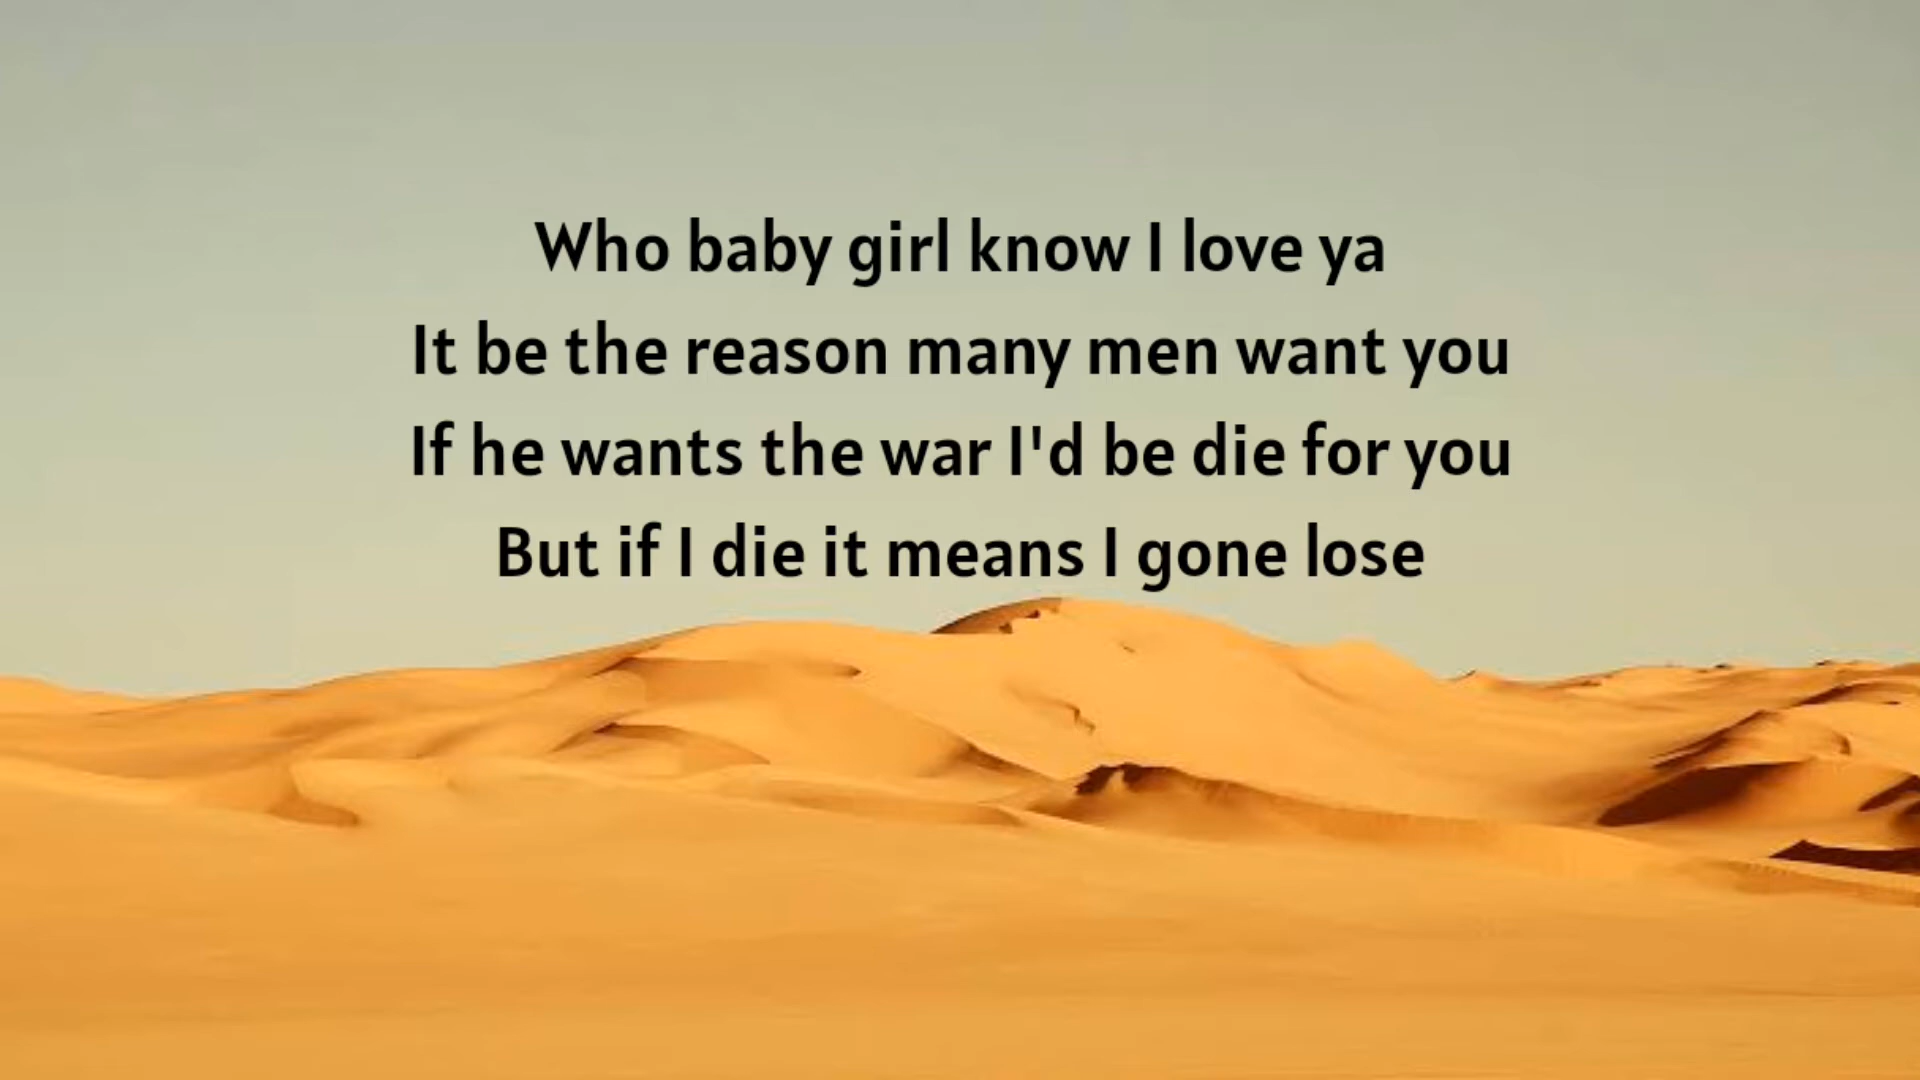 Who baby girl know I love ya
It be the reason many men want you
If he wants the war I'd be die for you
But if I die it means I gone lose